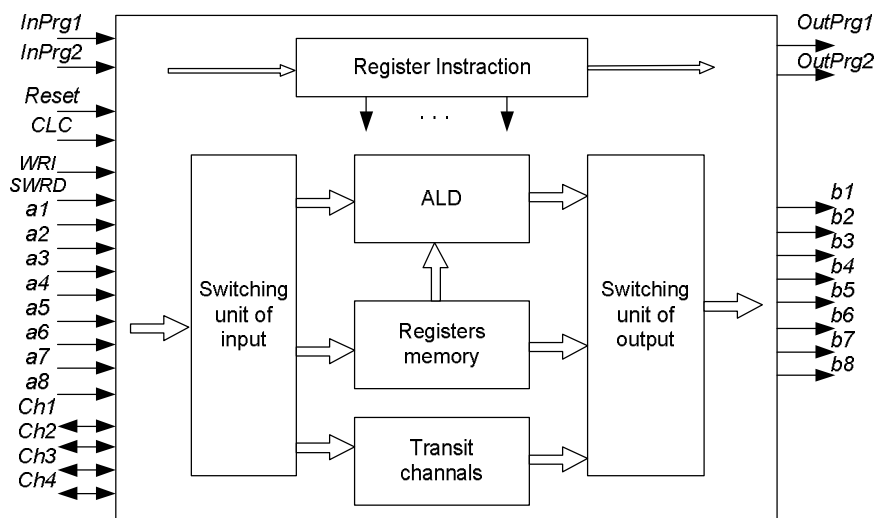 InPrg1
InPrg2
Reset
CLC
WRI
SWRD
a1
a2
a3
a4
a5
a6
a7
a8
Ch1
Ch2
Ch3
Ch4
Register Instraction
. . .
Switching
unit of
input
ALD
Registers
memory
Transit
channels
Switching
unit of
output
OutPrg1
OutPrg2
b1
b2
b3
b4
b5
b6
b7
b8